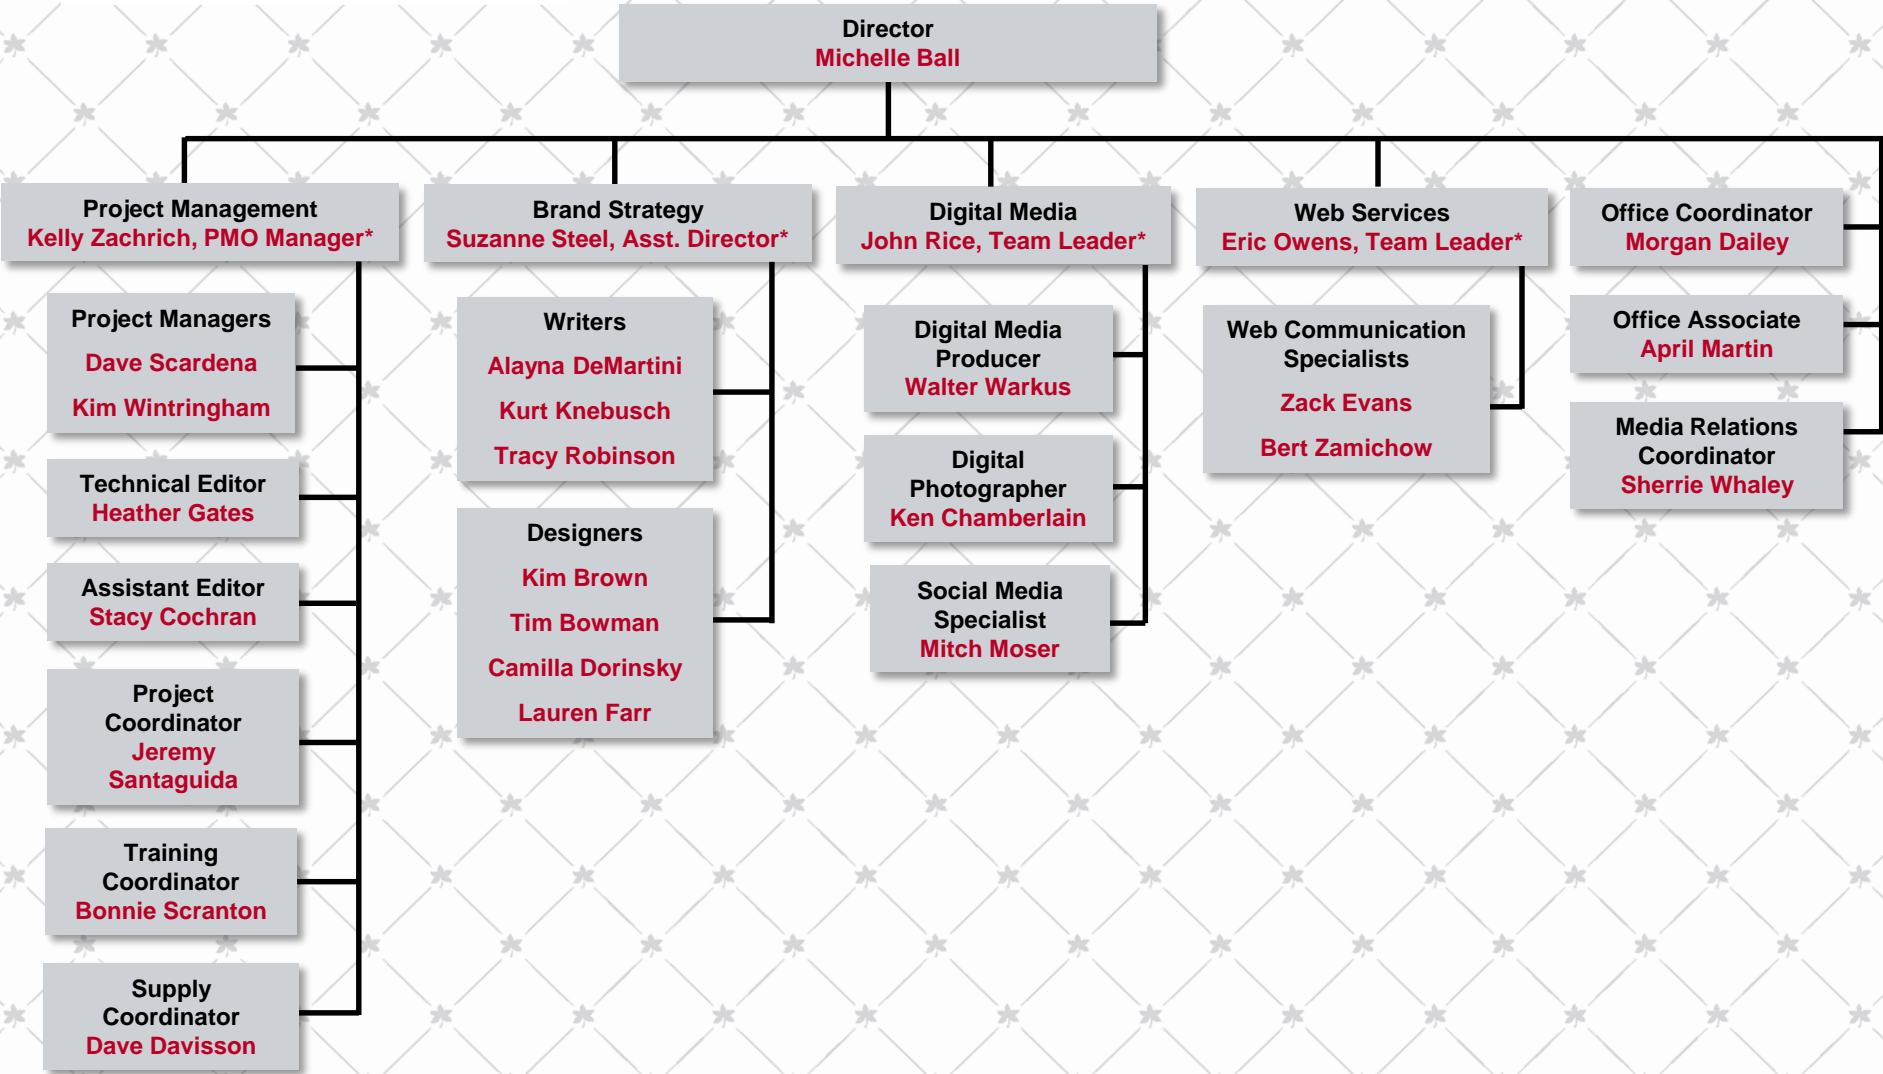 Director
Michelle Ball
Project Management
Kelly Zachrich, PMO Manager*
Project Managers
Dave Scardena
Kim Wintringham
Technical Editor
Heather Gates
Assistant Editor
Stacy Cochran
Project
Coordinator
Jeremy
Santaguida
Training
Coordinator
Bonnie Scranton
Supply
Coordinator
Dave Davisson
Brand Strategy
Suzanne Steel, Asst. Director*
Writers
Alayna DeMartini
Kurt Knebusch
Tracy Robinson
Designers
Kim Brown
Tim Bowman
Camilla Dorinsky
Lauren Farr
Digital Media
John Rice, Team Leader*
Digital Media
Producer
Walter Warkus
Digital
Photographer
Ken Chamberlain
Social Media
Specialist
Mitch Moser
Web Services
Eric Owens, Team Leader*
Web Communication
Specialists
Zack Evans
Bert Zamichow
Office Coordinator
Morgan Dailey
Office Associate
April Martin
Media Relations
Coordinator
Sherrie Whaley